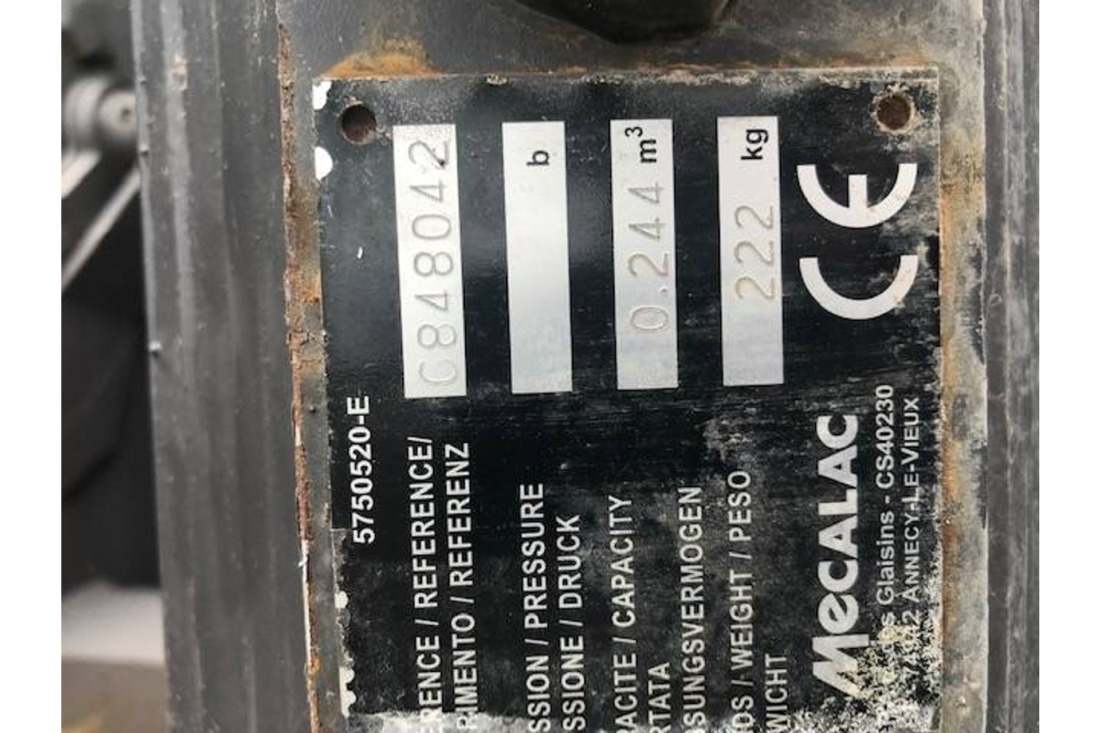 5750520-E
RENCE / REFERENCE / C848042
RIMENTO / REFERENZ
SSION / PRESSURE b
SSIONE / DRUCK
ACITE / CAPACITY 0.244 m³
RTATA
SUNGSVERMOGEN
DS / WEIGHT / PESO 222 kg
WICHT
MECALAC CE
s Glaisins - CS40230
ANNECY-LE-VIEUX